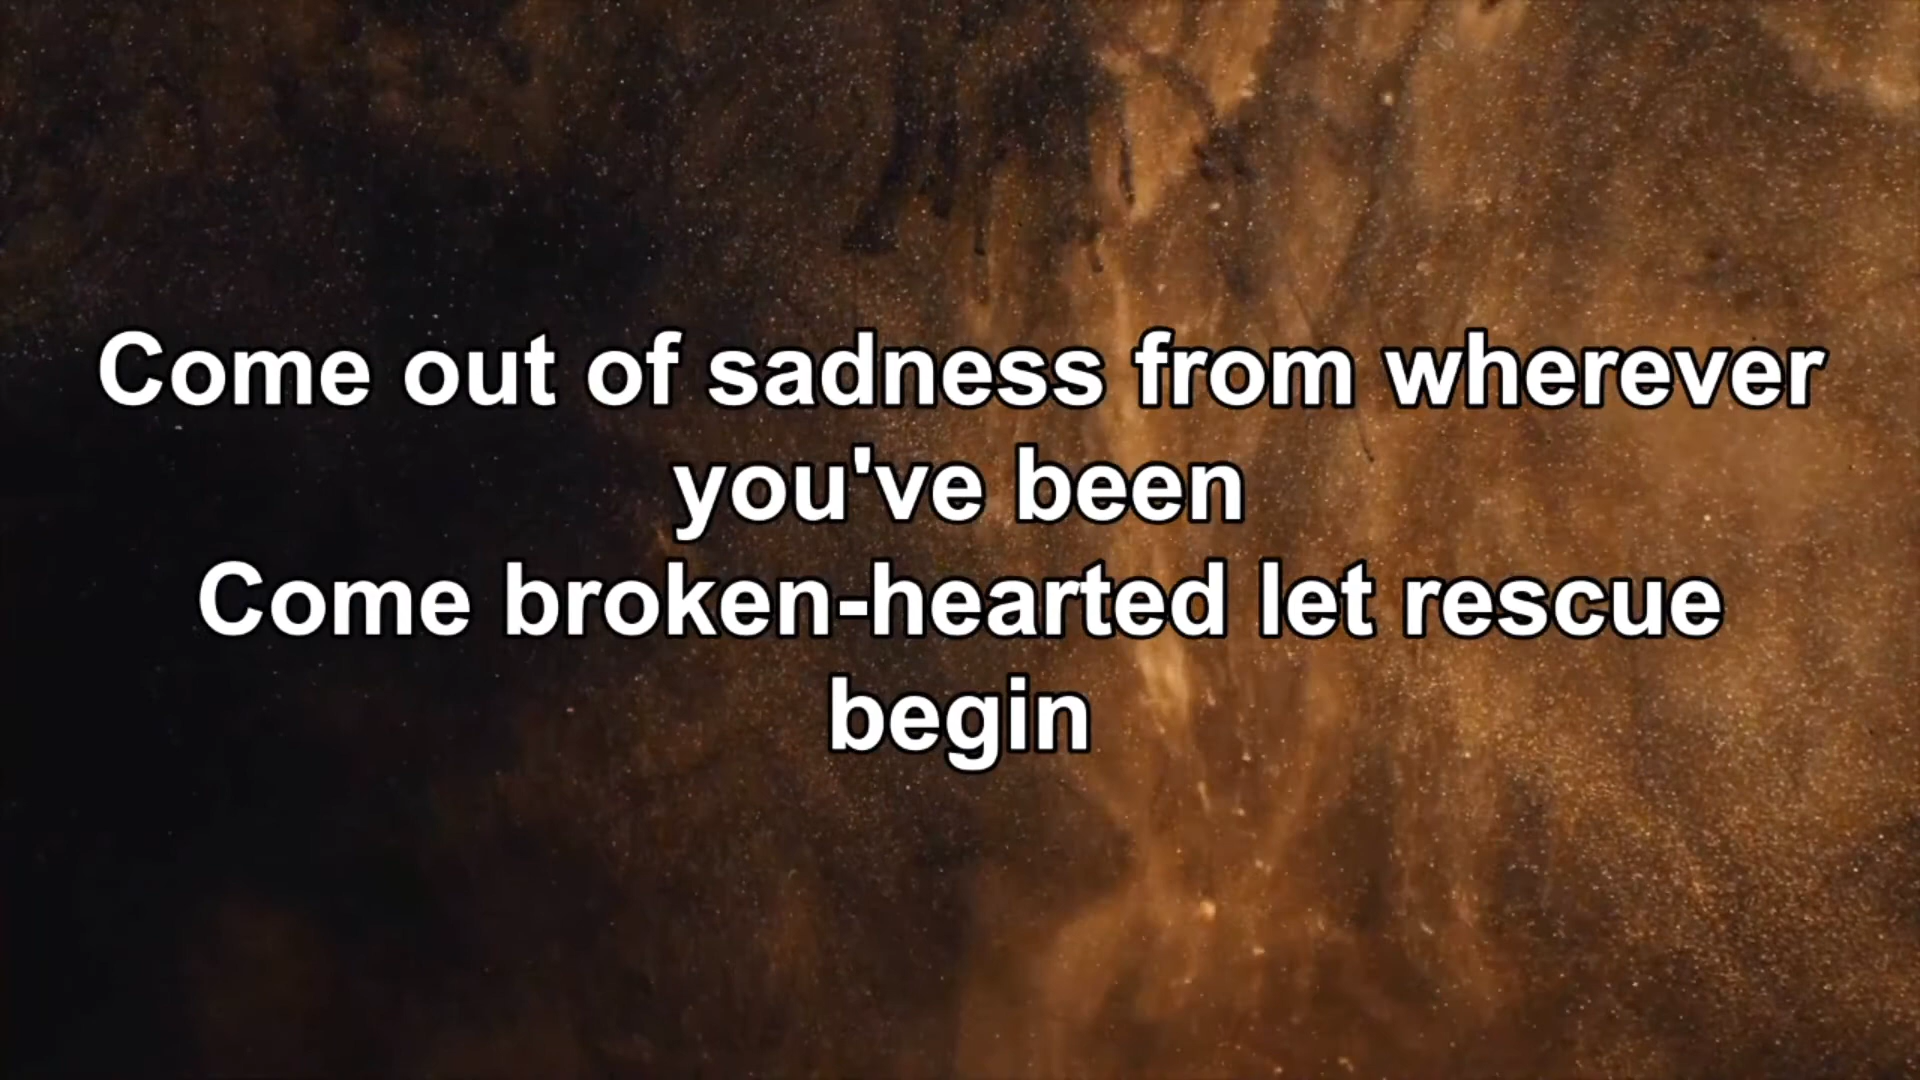 Come out of sadness from wherever
you've been
Come broken-hearted let rescue
begin